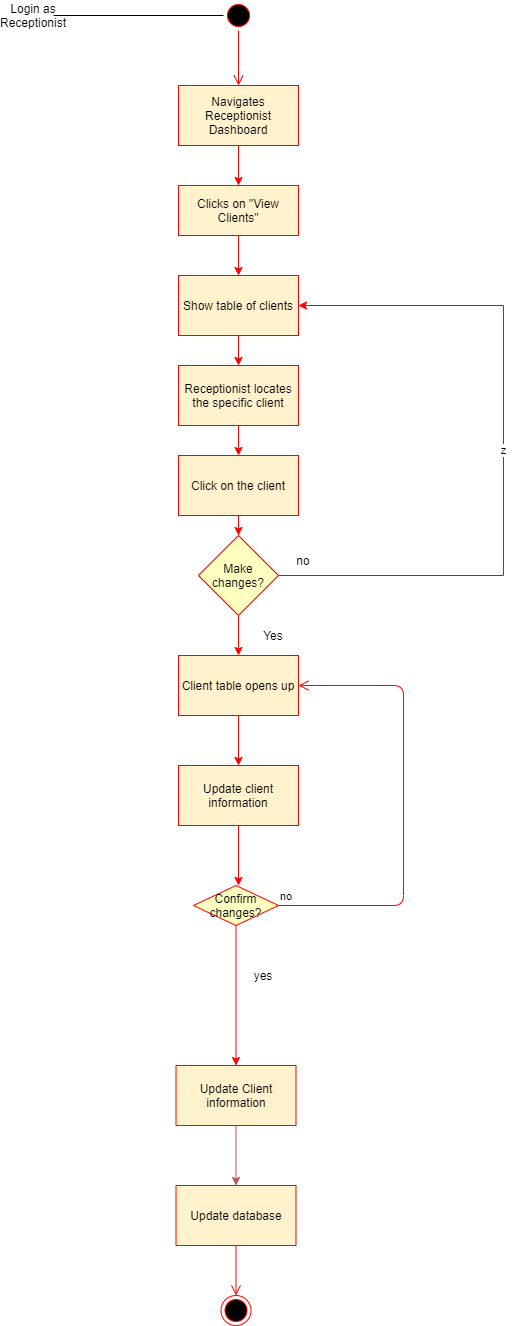 Login as
Receptionist
Navigates
Receptionist
Dashboard
Clicks on "View
Clients"
Show table of clients
Receptionist locates
the specific client
Click on the client
z
Make
changes?
no
Yes
Client table opens up
Update client
information
Confirm
changes?
no
yes
Update Client
information
Update database